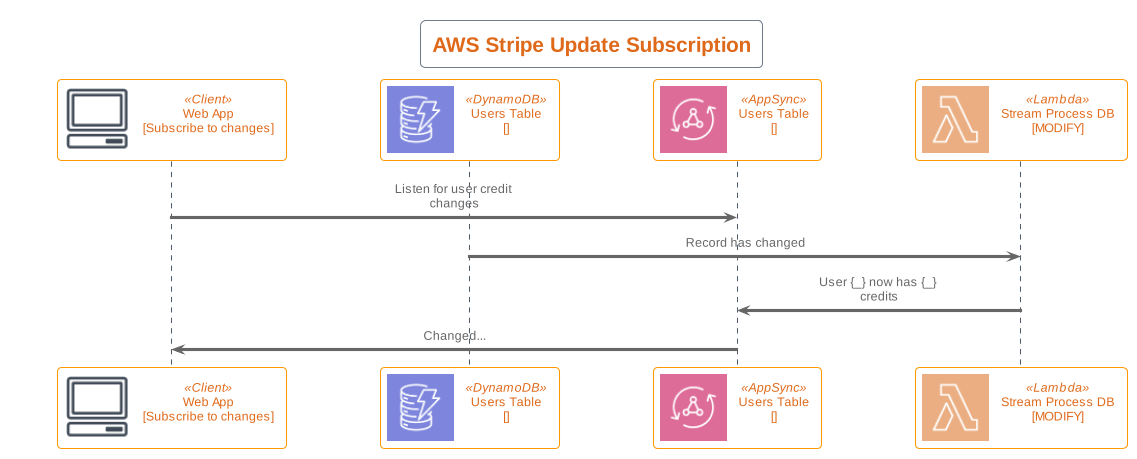 AWS Stripe Update Subscription
«Client»
Web App
[Subscribe to changes]
«DynamoDB»
Users Table
[]
«AppSync»
Users Table
[]
«Lambda»
Stream Process DB
[MODIFY]
Listen for user credit
changes
Record has changed
User {_} now has {_}
credits
Changed...
«Client»
Web App
[Subscribe to changes]
«DynamoDB»
Users Table
[]
«AppSync»
Users Table
[]
«Lambda»
Stream Process DB
[MODIFY]